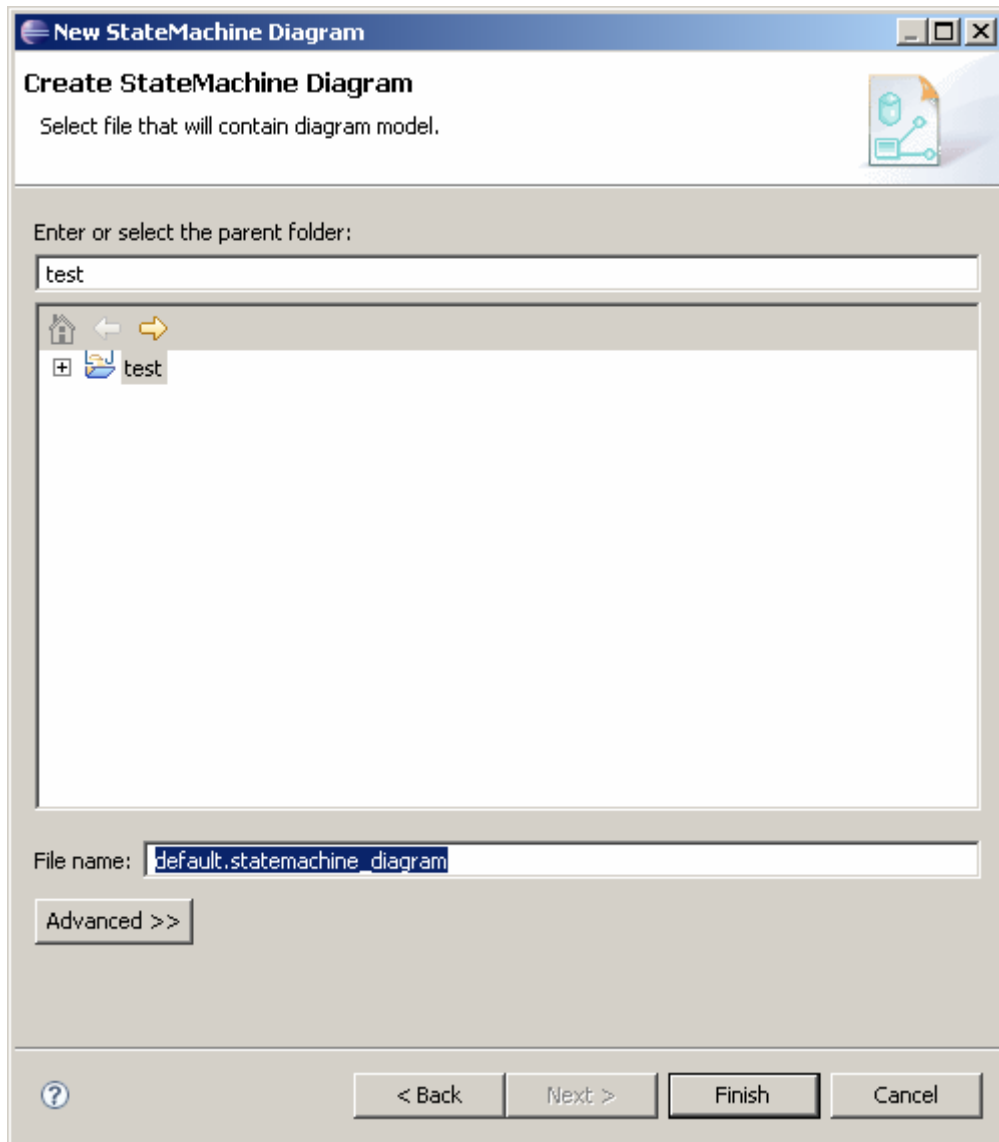 New StateMachine Diagram
Create StateMachine Diagram
Select file that will contain diagram model.
Enter or select the parent folder:
test
test
File name: default.statemachine_diagram
Advanced >>
< Back Next > Finish Cancel